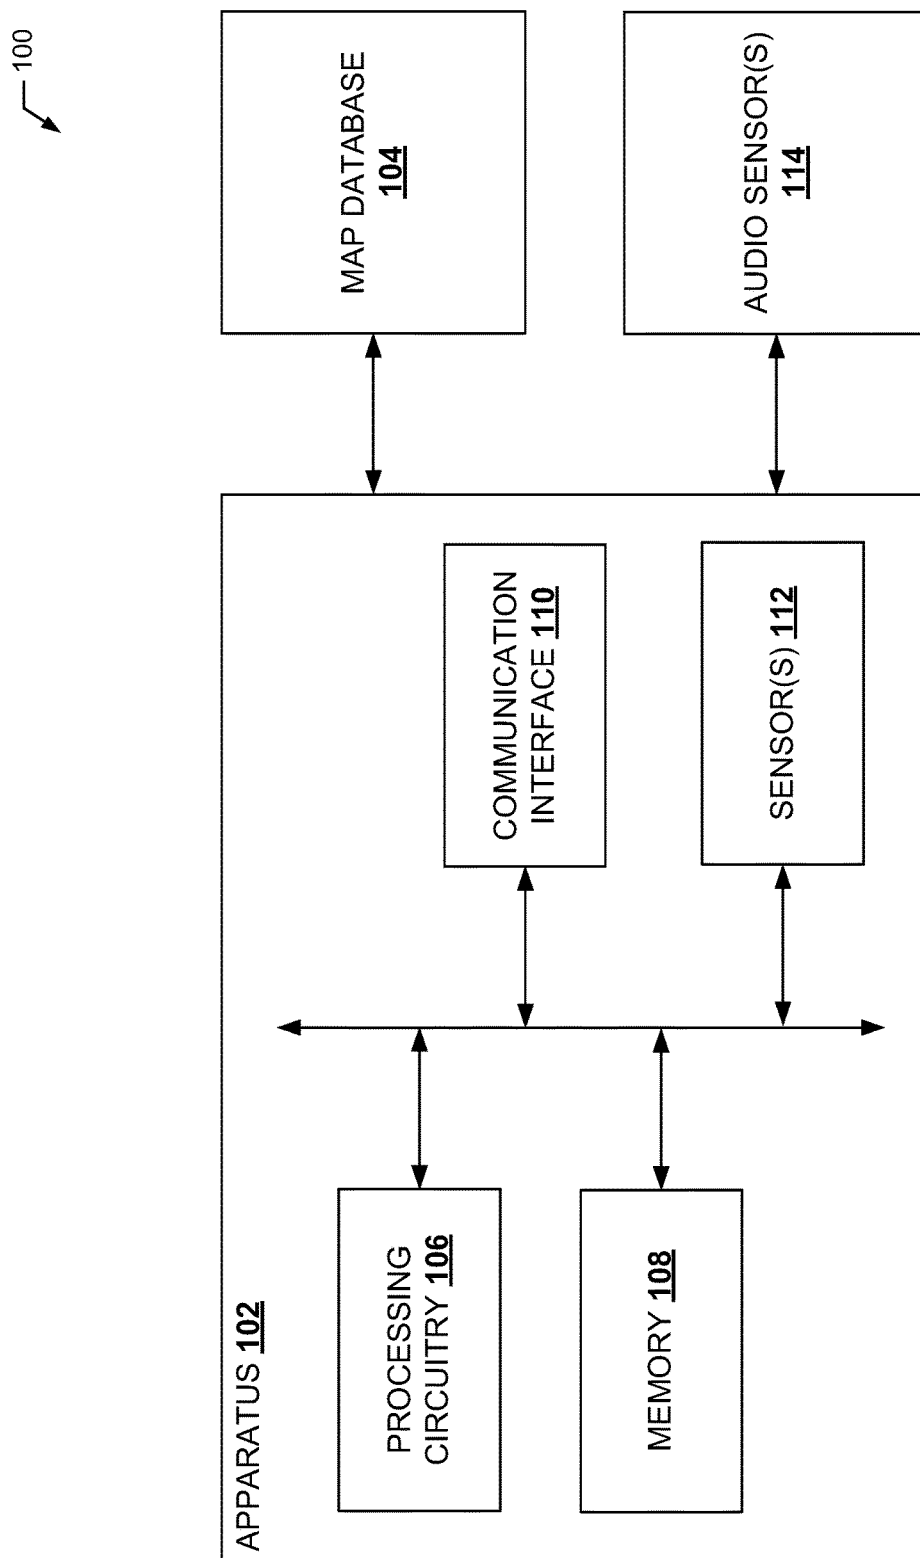 100
APPARATUS 102
PROCESSING
CIRCUITRY 106
MEMORY 108
COMMUNICATION
INTERFACE 110
SENSOR(S) 112
MAP DATABASE
104
AUDIO SENSOR(S)
114